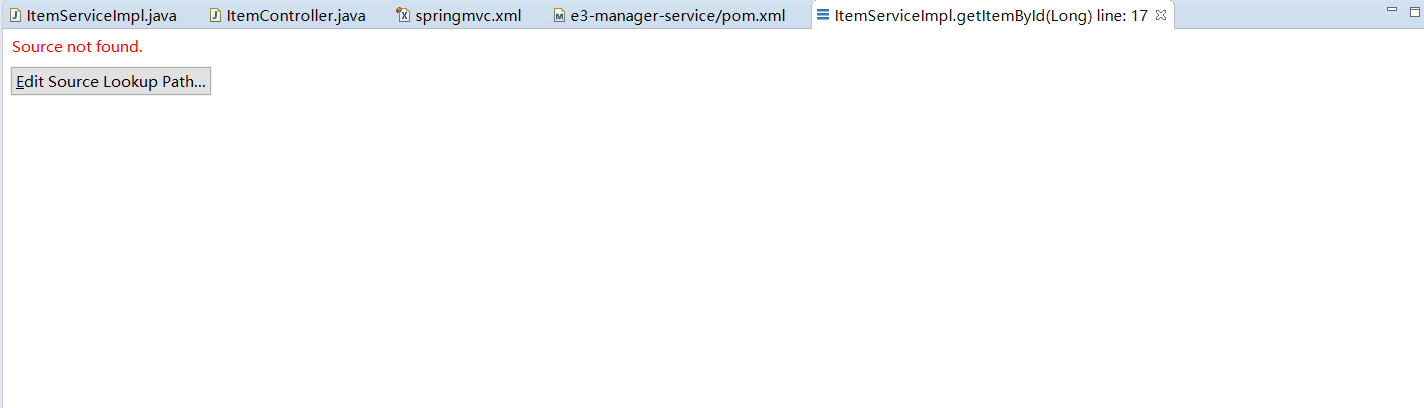 ItemServiceImpl.java ItemController.java springmvc.xml e3-manager-service/pom.xml ItemServiceImpl.getItemById(Long) line: 17
Source not found.
Edit Source Lookup Path...